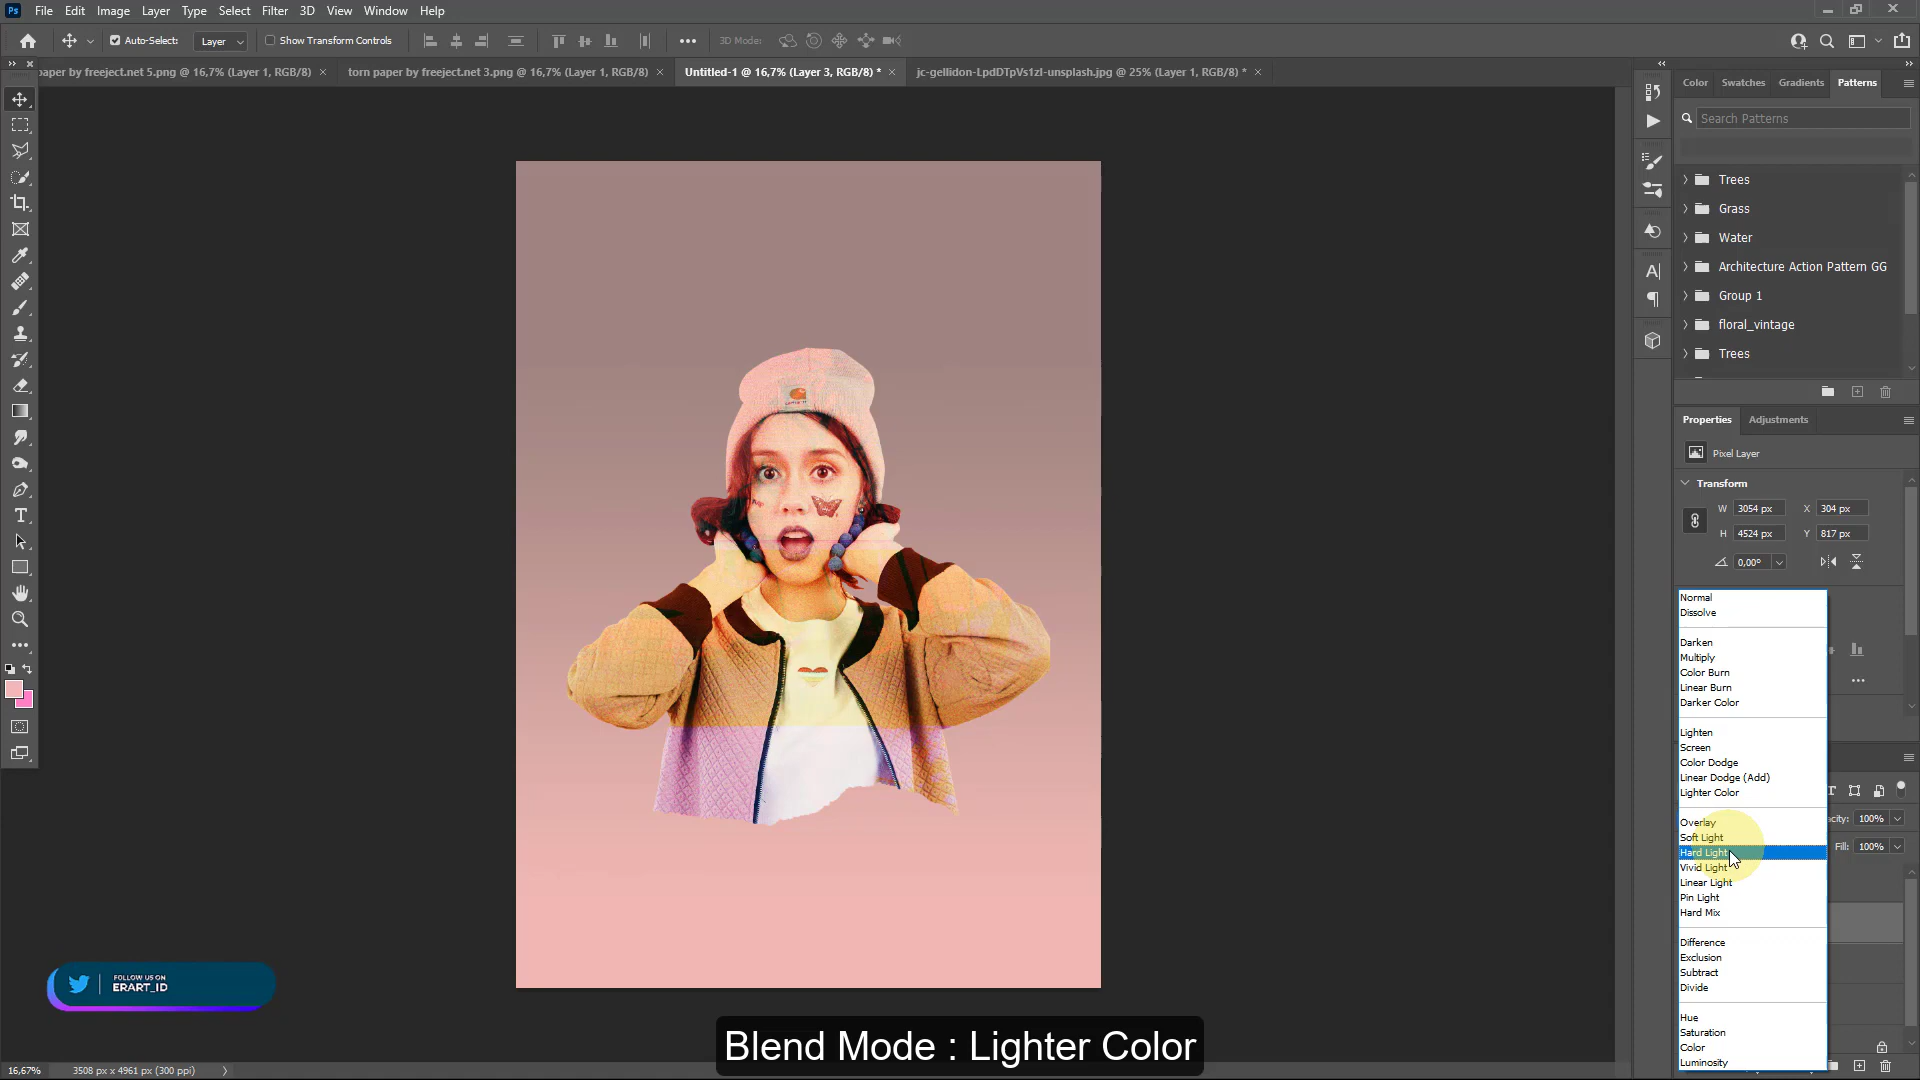 Ps File Edit Image Layer Type Select Filter 3D View Window Help
Auto-Select: Layer Show Transform Controls 3D Mode:
paper by freeject.net 5.png @ 16,7% (Layer 1, RGB/8) × torn paper by freeject.net 3.png @ 16,7% (Layer 1, RGB/8) × Untitled-1 @ 16,7% (Layer 3, RGB/8) * × jc-gellidon-LpdDTpVs1zI-unsplash.jpg @ 25% (Layer 1, RGB/8) * ×
Color Swatches Gradients Patterns
Search Patterns
Trees
Grass
Water
Architecture Action Pattern GG
Group 1
floral_vintage
Trees
Properties Adjustments
Pixel Layer
Transform
W 3054 px X 304 px
H 4524 px Y 817 px
0,00°
Normal
Dissolve
Darken
Multiply
Color Burn
Linear Burn
Darker Color
Lighten
Screen
Color Dodge
Linear Dodge (Add)
Lighter Color
Overlay
Soft Light
Hard Light
Vivid Light
Linear Light
Pin Light
Hard Mix
Difference
Exclusion
Subtract
Divide
Hue
Saturation
Color
Luminosity
acity: 100%
Fill: 100%
FOLLOW US ON
ERART_ID
Blend Mode : Lighter Color
16,67% 3508 px x 4961 px (300 ppi)